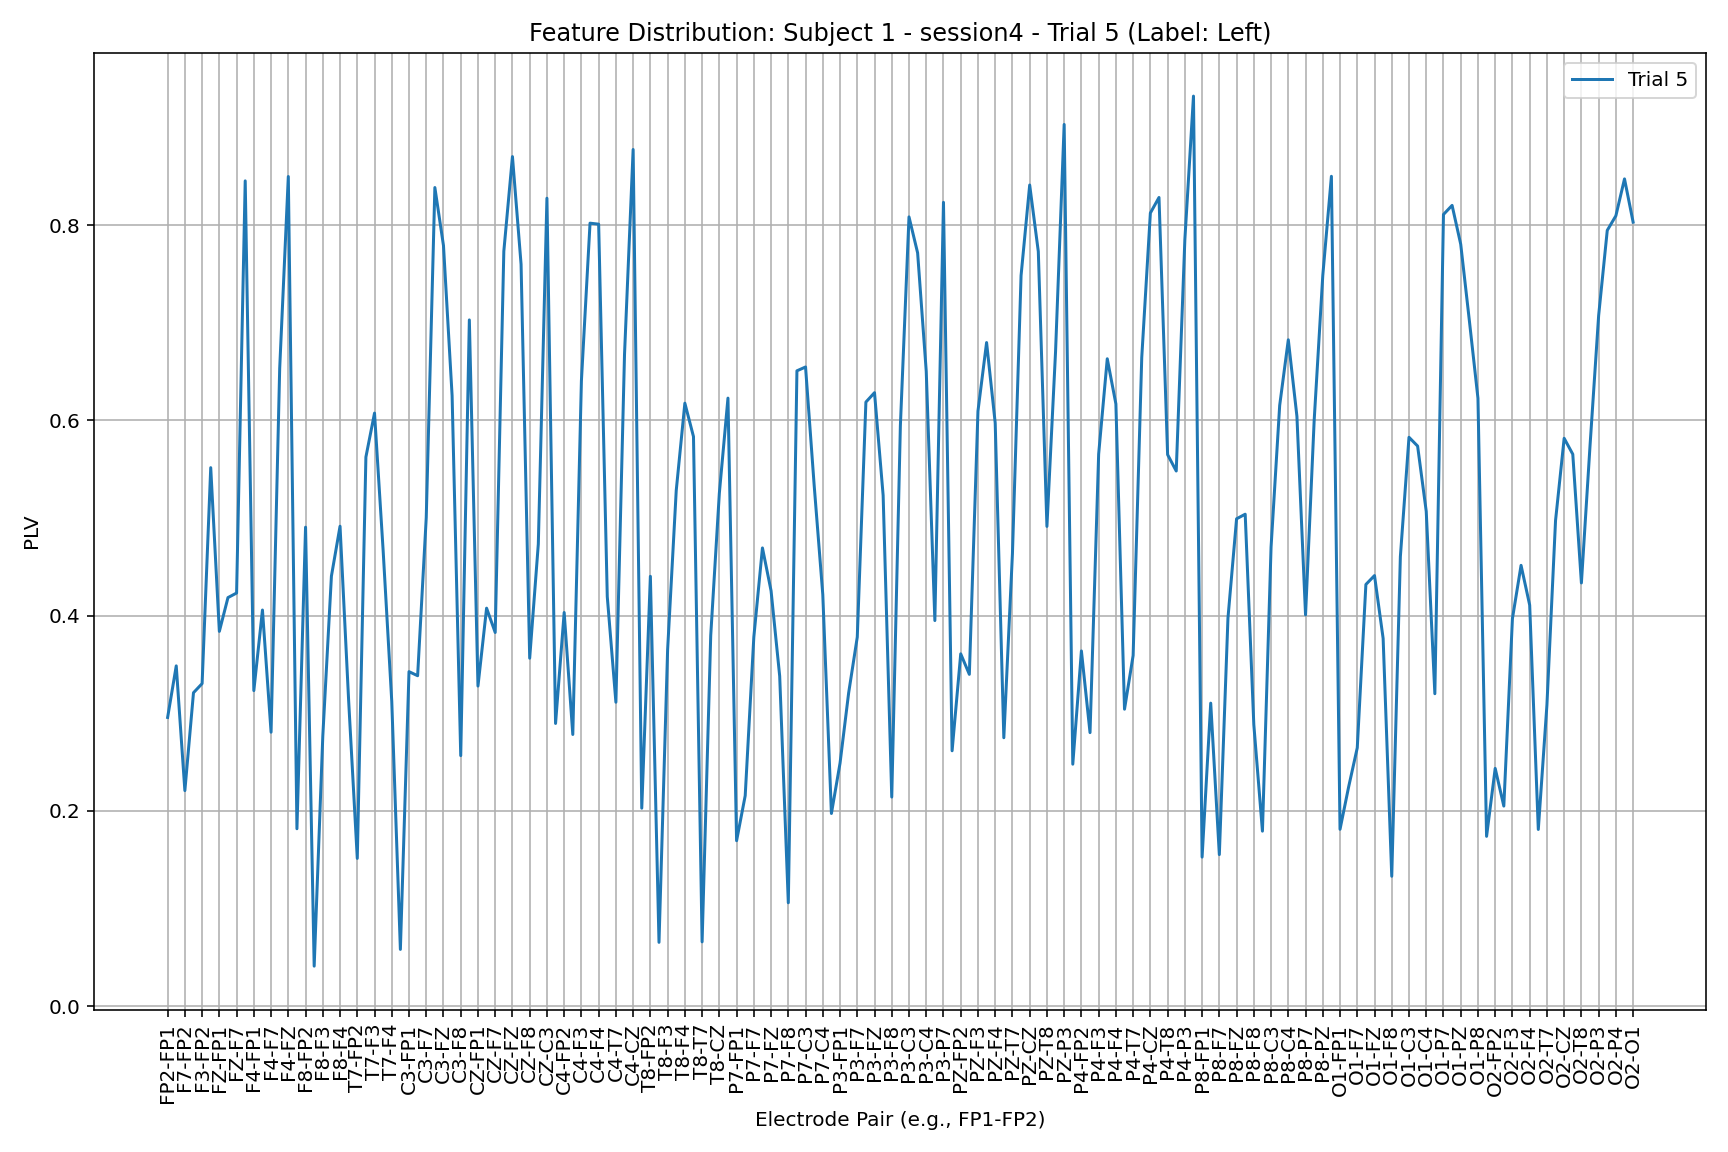 Feature Distribution: Subject 1 - session4 - Trial 5 (Label: Left)
Trial 5
PLV
0.8
0.6
0.4
0.2
0.0
FP2-FP1
F7-FP2
F3-FP2
FZ-FP1
FZ-F7
F4-FP1
F4-F7
F4-FZ
F8-FP2
F8-F3
F8-F4
T7-FP2
T7-F3
T7-F4
C3-FP1
C3-F7
C3-FZ
C3-F8
CZ-FP1
CZ-F7
CZ-FZ
CZ-F8
CZ-C3
C4-FP2
C4-F3
C4-F4
C4-T7
C4-CZ
T8-FP2
T8-F3
T8-F4
T8-T7
T8-CZ
P7-FP1
P7-F7
P7-FZ
P7-F8
P7-C3
P7-C4
P3-FP1
P3-F7
P3-FZ
P3-F8
P3-C3
P3-C4
P3-P7
PZ-FP2
PZ-F3
PZ-F4
PZ-T7
PZ-CZ
PZ-T8
PZ-P3
P4-FP2
P4-F3
P4-F4
P4-T7
P4-CZ
P4-T8
P4-P3
P8-FP1
P8-F7
P8-FZ
P8-F8
P8-C3
P8-C4
P8-P7
P8-PZ
O1-FP1
O1-F7
O1-FZ
O1-F8
O1-C3
O1-C4
O1-P7
O1-PZ
O1-P8
O2-FP2
O2-F3
O2-F4
O2-T7
O2-CZ
O2-T8
O2-P3
O2-P4
O2-O1
Electrode Pair (e.g., FP1-FP2)